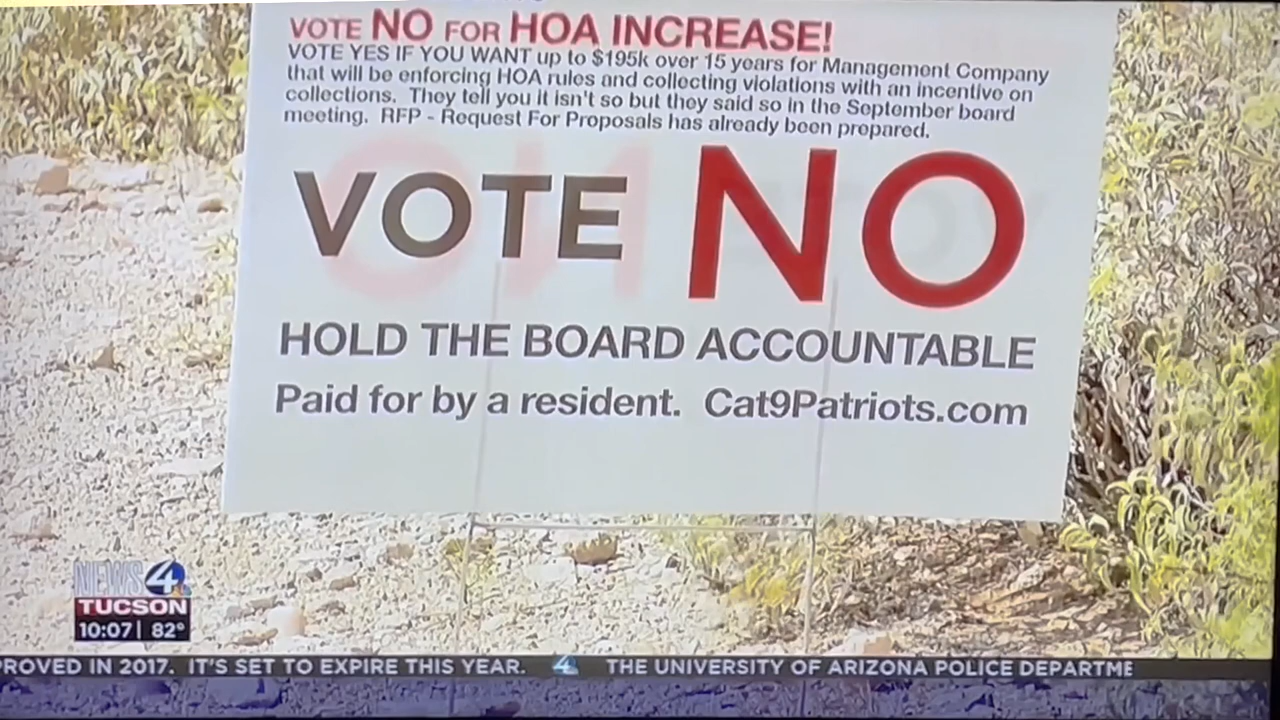 VOTE NO FOR HOA INCREASE!
VOTE YES IF YOU WANT up to $195k over 15 years for Management Company
that will be enforcing HOA rules and collecting violations with an incentive on
collections. They tell you it isn't so but they said so in the September board
meeting. RFP - Request For Proposals has already been prepared.
VOTE NO
HOLD THE BOARD ACCOUNTABLE
Paid for by a resident. Cat9Patriots.com
NEWS 4
TUCSON
10:07 | 82°
ROVED IN 2017. IT'S SET TO EXPIRE THIS YEAR. 4 THE UNIVERSITY OF ARIZONA POLICE DEPARTME